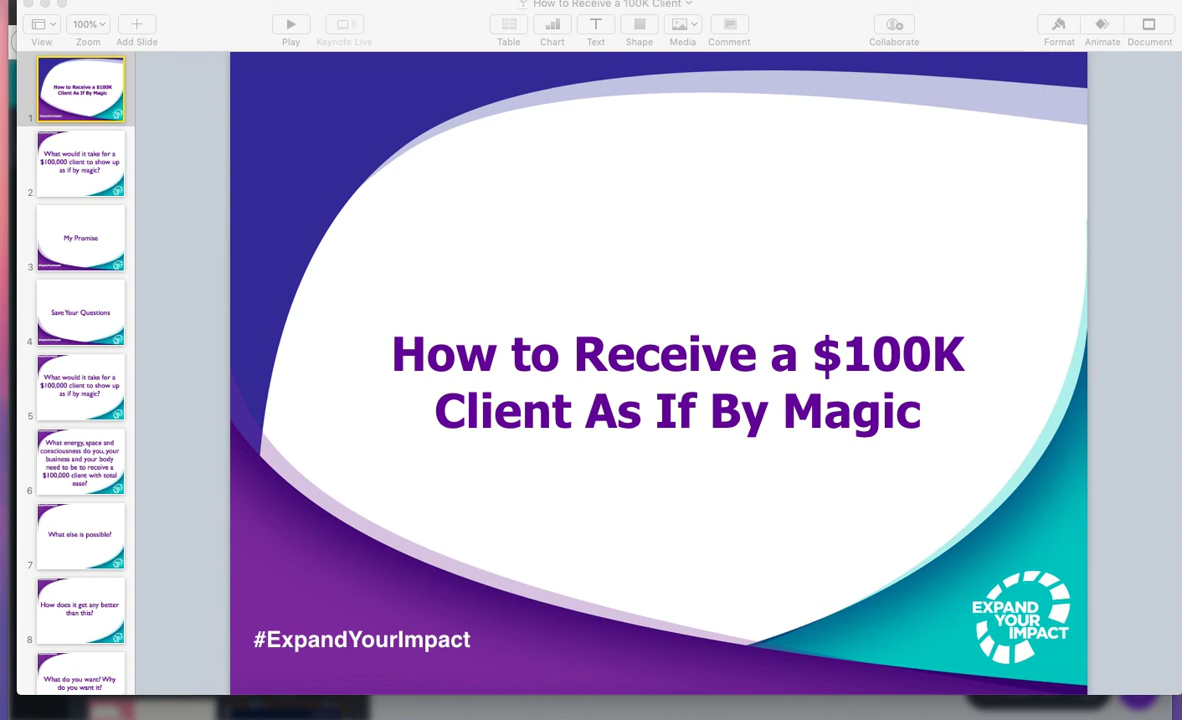 How to Receive a 100K Client
View
100%
Zoom
Add Slide
Play
Keynote Live
Table
Chart
Text
Shape
Media
Comment
Collaborate
Format
Animate
Document
How to Receive a $100K
Client As If By Magic
1
What would it take for a
$100,000 client to show up
as if by magic?
2
My Promise
3
Save Your Questions
4
What would it take for a
$100,000 client to show up
as if by magic?
5
What energy, space and
consciousness do you, your
business and your body
need to be to receive a
$100,000 client with total
ease?
6
What else is possible?
7
How does it get any better
than this?
8
What do you want? Why
do you want it?
How to Receive a $100K
Client As If By Magic
#ExpandYourImpact
EXPAND
YOUR
IMPACT